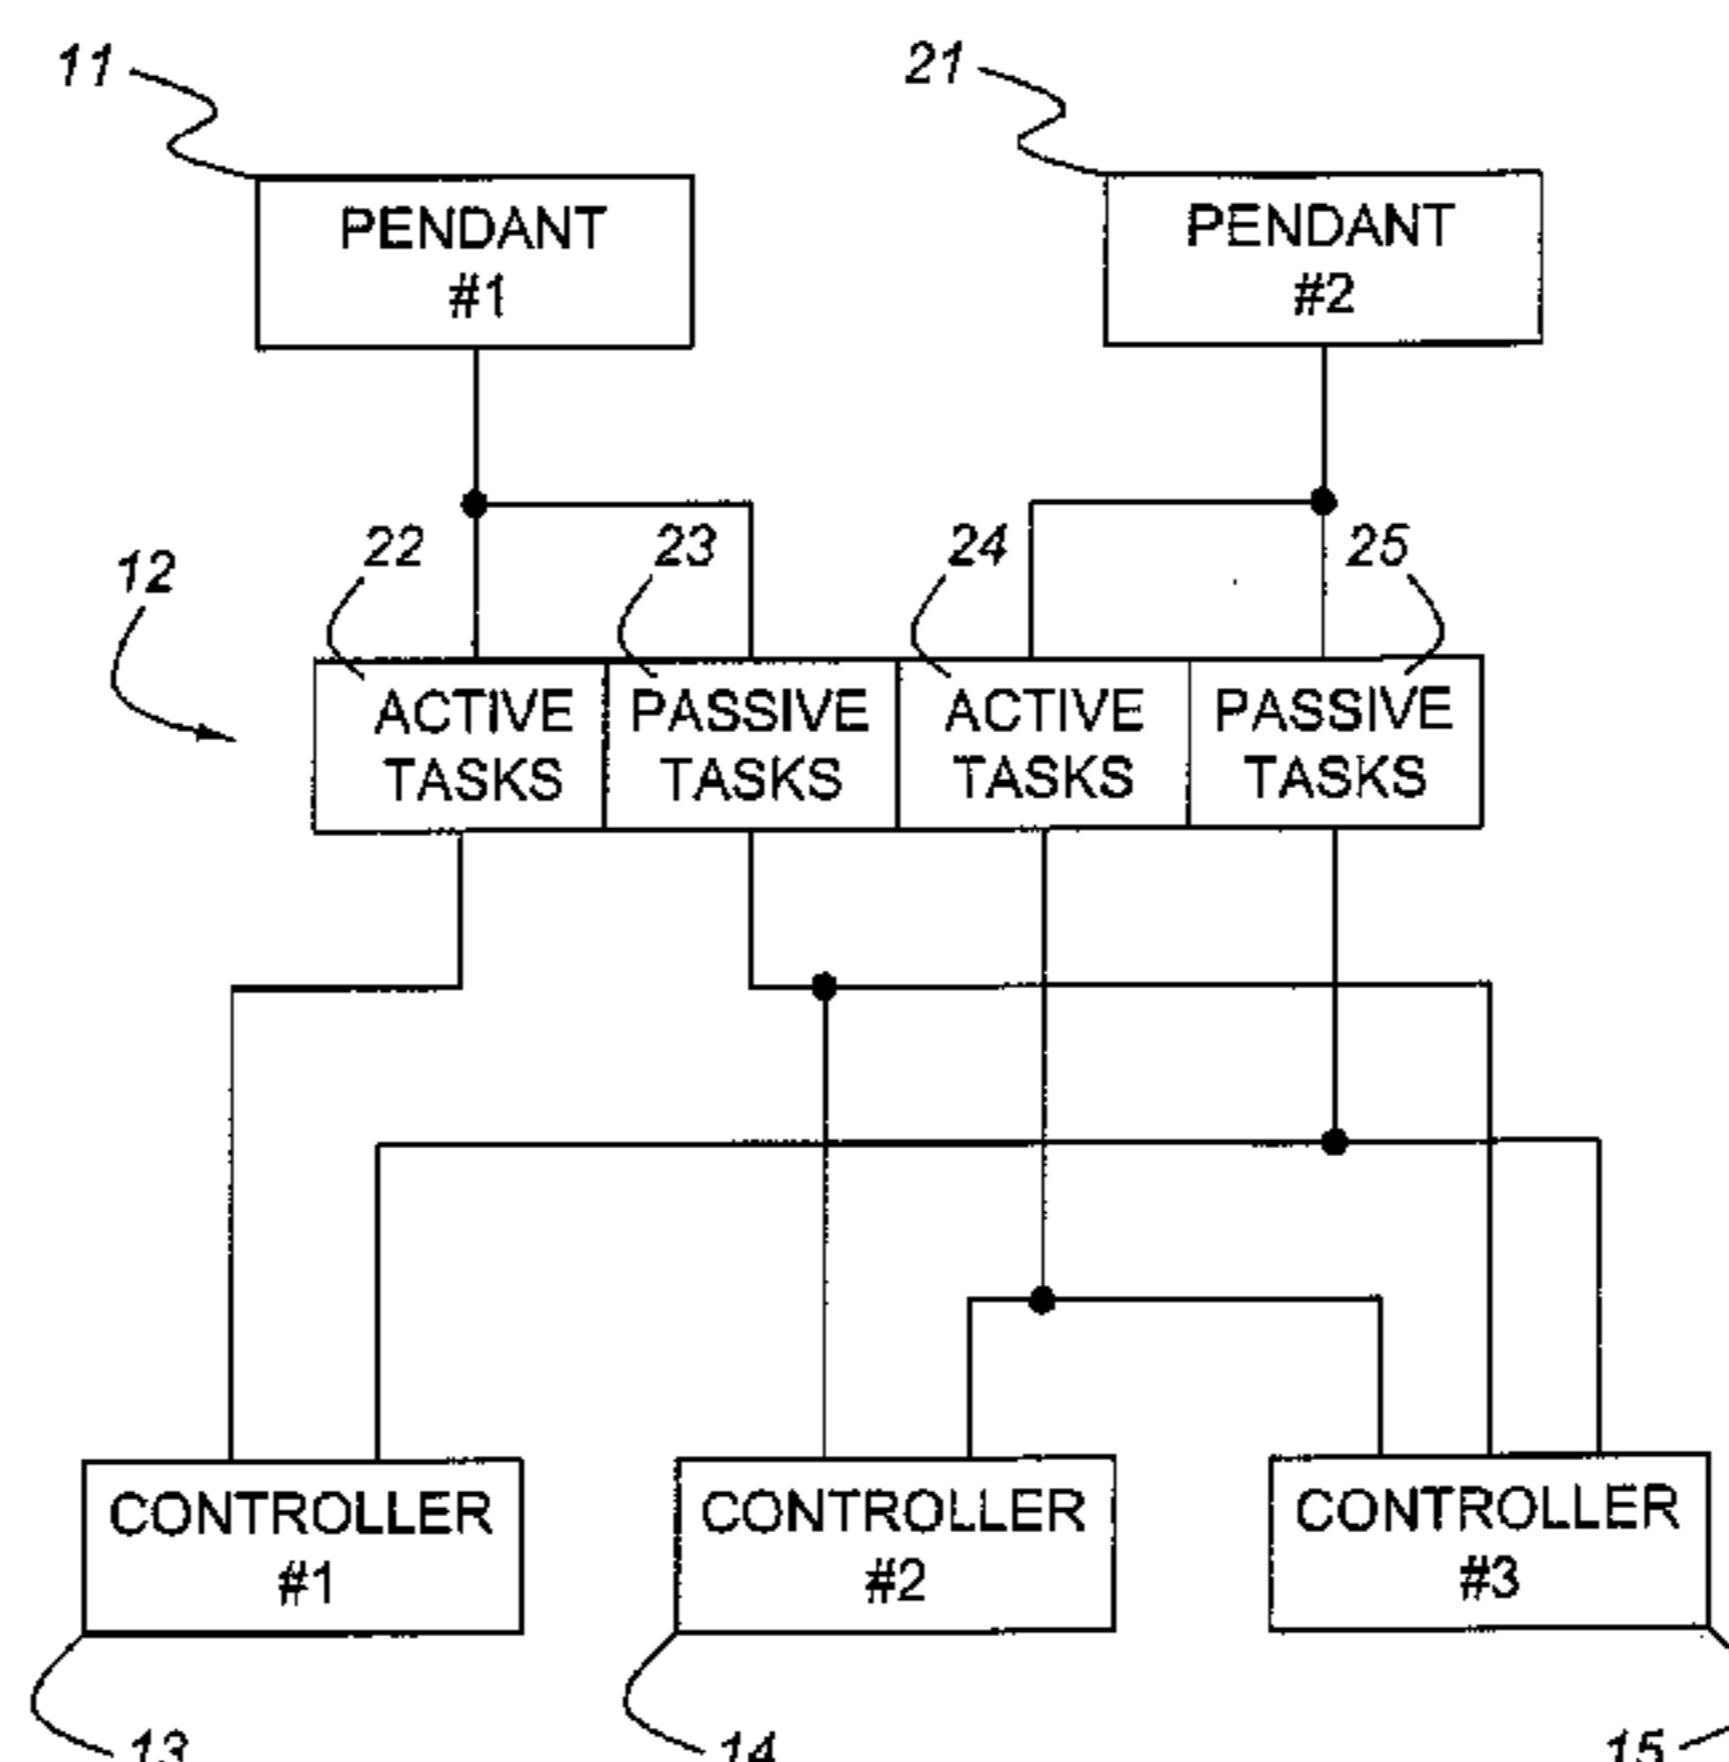 11
21
PENDANT
#1
PENDANT
#2
12
22
23
24
25
ACTIVE
TASKS
PASSIVE
TASKS
ACTIVE
TASKS
PASSIVE
TASKS
CONTROLLER
#1
CONTROLLER
#2
CONTROLLER
#3
13
14
15